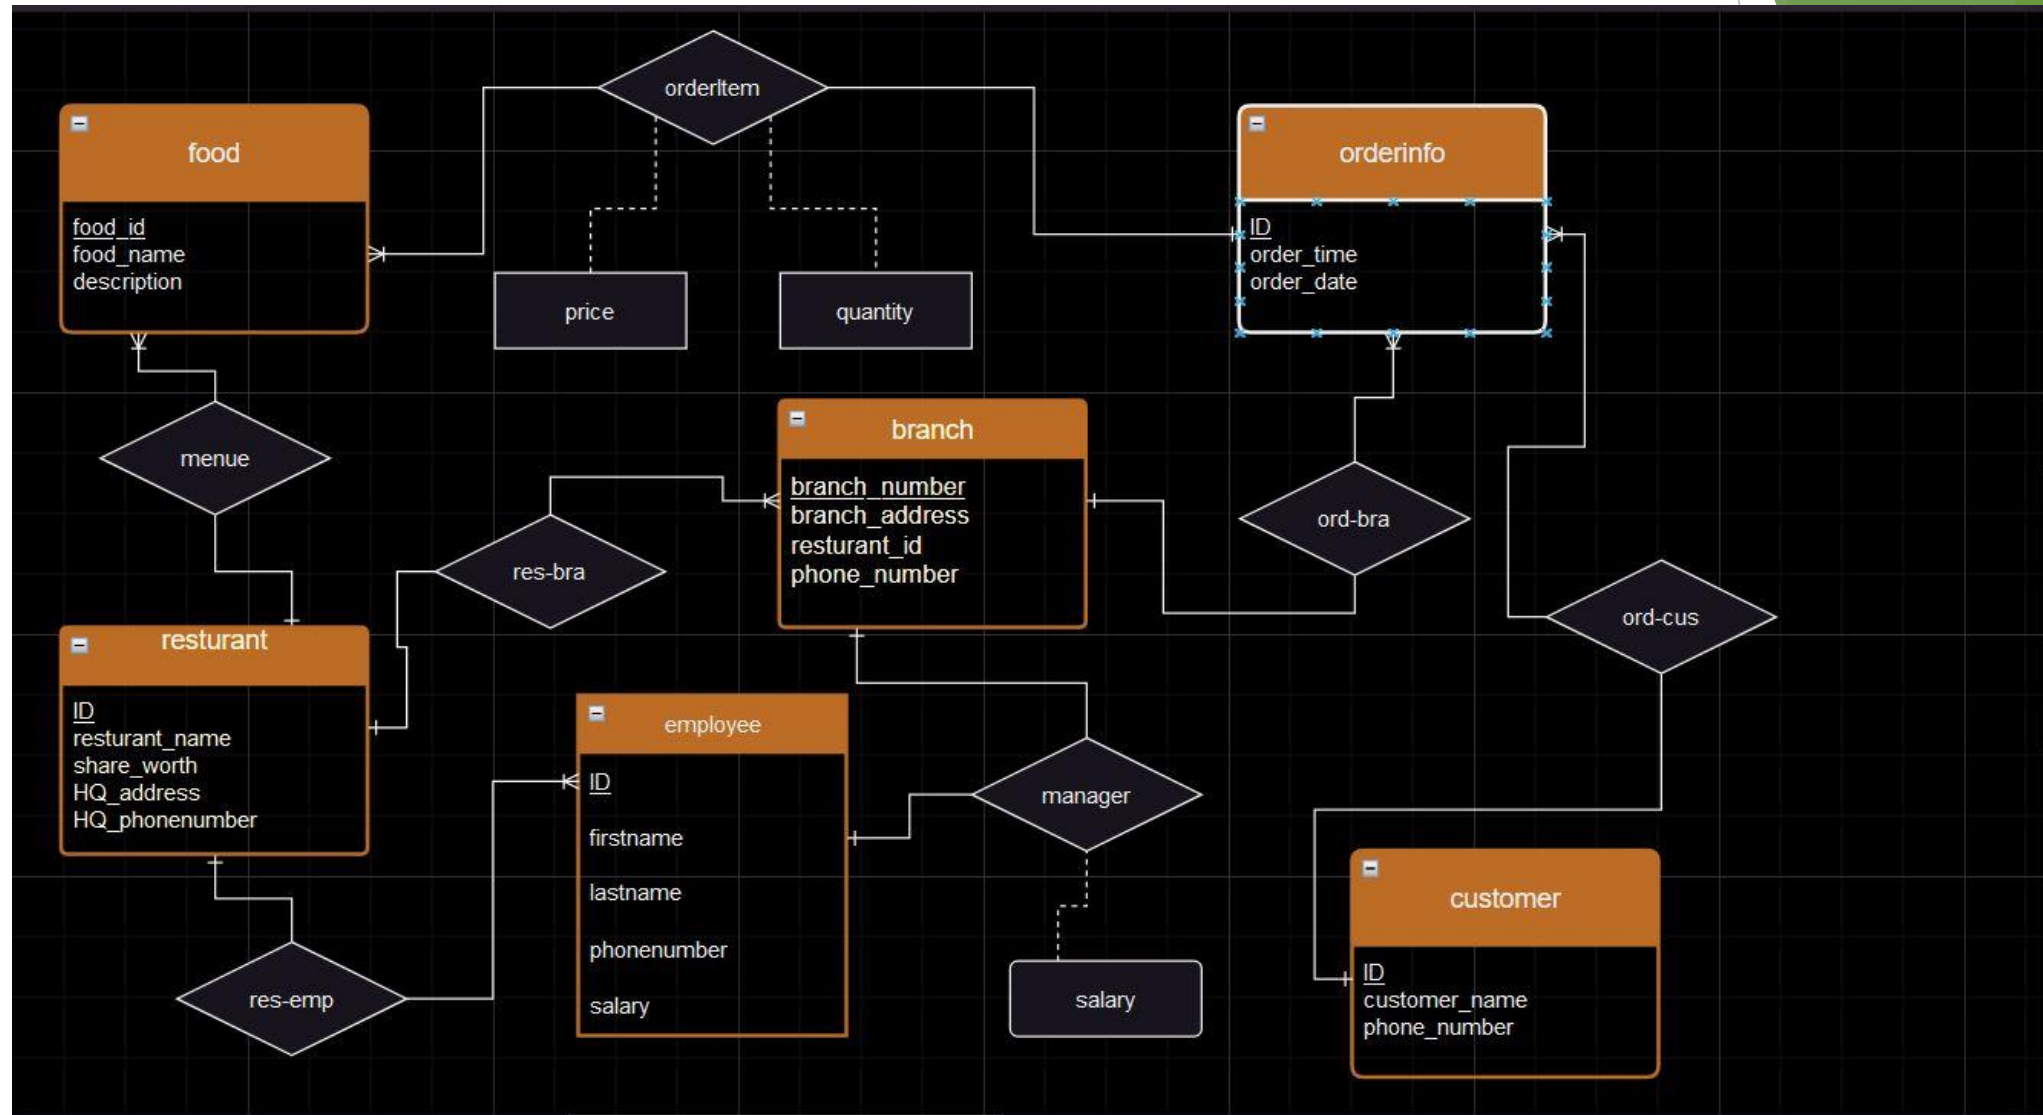 orderItem
food
food_id
food_name
description
price
quantity
orderinfo
ID
order_time
order_date
menue
branch
branch_number
branch_address
resturant_id
phone_number
res-bra
ord-bra
ord-cus
resturant
ID
resturant_name
share_worth
HQ_address
HQ_phonenumber
employee
ID
firstname
lastname
phonenumber
salary
manager
salary
res-emp
customer
ID
customer_name
phone_number